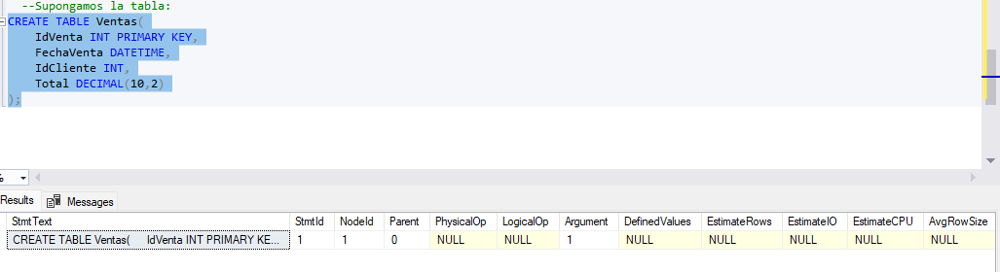 --Supongamos la tabla:
CREATE TABLE Ventas(
IdVenta INT PRIMARY KEY,
FechaVenta DATETIME,
IdCliente INT,
Total DECIMAL(10,2)
);
%
Results Messages
StmtText StmtId NodeId Parent PhysicalOp LogicalOp Argument DefinedValues EstimateRows EstimateIO EstimateCPU AvgRowSize
CREATE TABLE Ventas( IdVenta INT PRIMARY KE... 1 1 0 NULL NULL 1 NULL NULL NULL NULL NULL